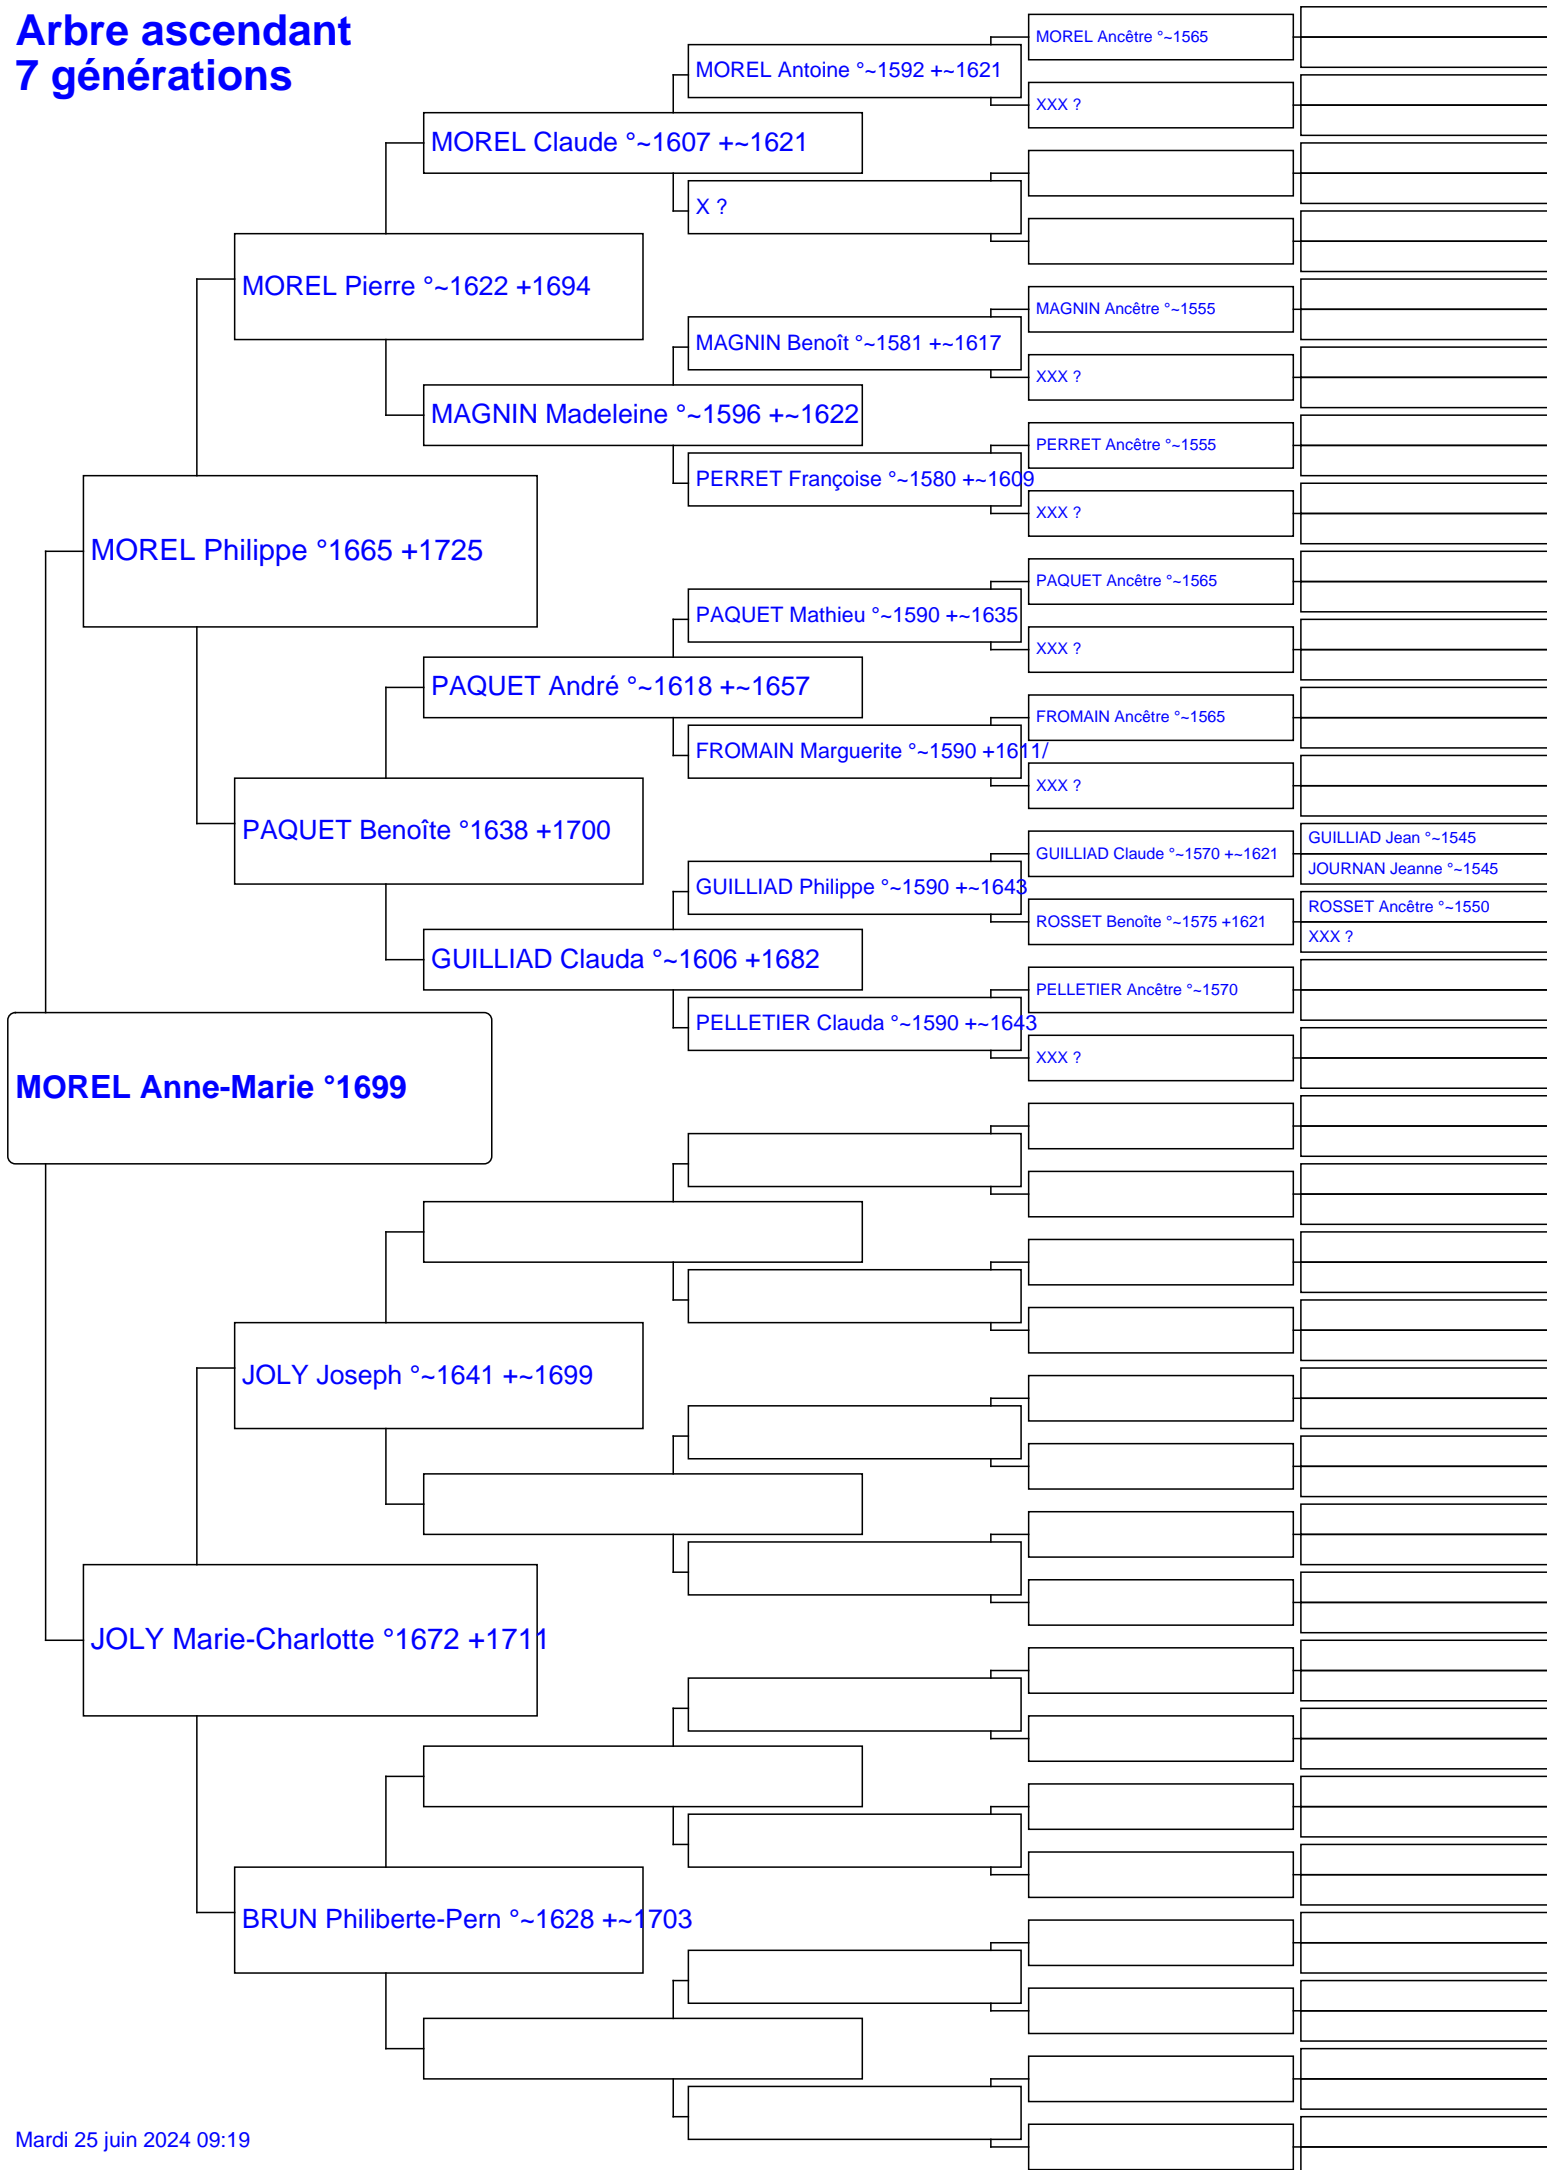 Arbre ascendant
7 générations
MOREL Ancêtre °~1565
MOREL Antoine °~1592 +~1621
XXX ?
MOREL Claude °~1607 +~1621
X ?
MOREL Pierre °~1622 +1694
MAGNIN Ancêtre °~1555
MAGNIN Benoît °~1581 +~1617
XXX ?
MAGNIN Madeleine °~1596 +~1622
PERRET Ancêtre °~1555
PERRET Françoise °~1580 +~1609
XXX ?
MOREL Philippe °1665 +1725
PAQUET Ancêtre °~1565
PAQUET Mathieu °~1590 +~1635
XXX ?
PAQUET André °~1618 +~1657
FROMAIN Ancêtre °~1565
FROMAIN Marguerite °~1590 +1611/
XXX ?
PAQUET Benoîte °1638 +1700
GUILLIAD Jean °~1545
GUILLIAD Claude °~1570 +~1621
JOURNAN Jeanne °~1545
GUILLIAD Philippe °~1590 +~1643
ROSSET Ancêtre °~1550
ROSSET Benoîte °~1575 +1621
XXX ?
GUILLIAD Clauda °~1606 +1682
PELLETIER Ancêtre °~1570
PELLETIER Clauda °~1590 +~1643
XXX ?
MOREL Anne-Marie °1699
JOLY Joseph °~1641 +~1699
JOLY Marie-Charlotte °1672 +1711
BRUN Philiberte-Pern °~1628 +~1703
Mardi 25 juin 2024 09:19